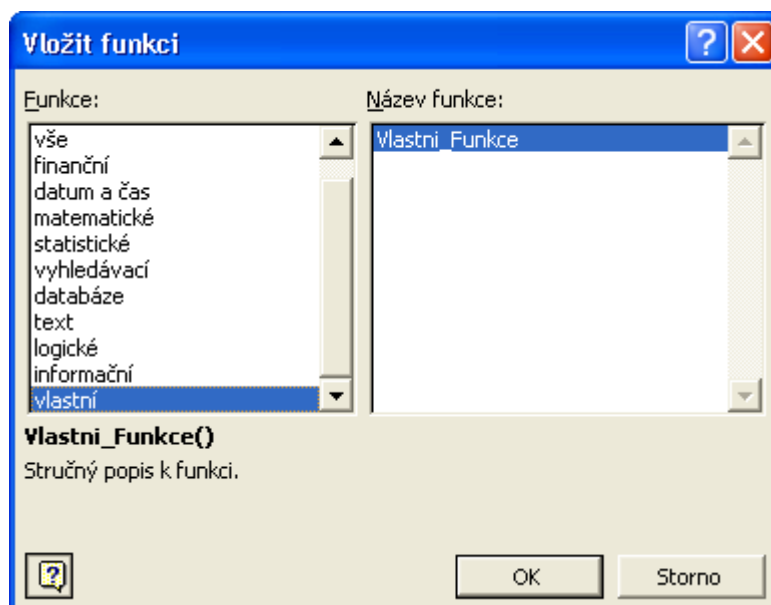 Vložit funkci
Funkce:
Název funkce:
vše
finanční
datum a čas
matematické
statistické
vyhledávací
databáze
text
logické
informační
vlastní
Vlastni_Funkce
Vlastni_Funkce()
Stručný popis k funkci.
OK
Storno